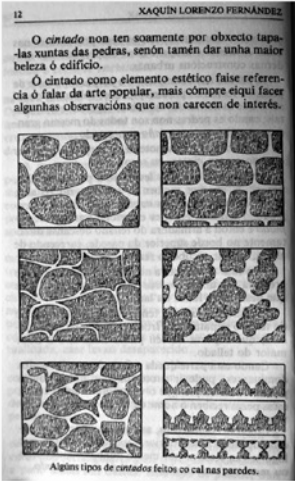 12 XAQUÍN LORENZO FERNÁNDEZ
O cintado non ten soamente por obxecto tapa-
-las xuntas das pedras, senón tamén dar unha maior
beleza ó edificio.
Ó cintado como elemento estético faise referen-
cia ó falar da arte popular, mais cómpre eiquí facer
algunhas observacións que non carecen de interés.
Algúns tipos de cintados feitos co cal nas paredes.